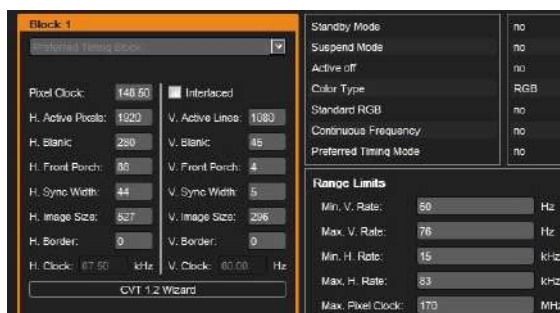 Block 1
Preferred Timing Block
Pixel Clock: 148.50 Interlaced
H. Active Pixels: 1920 V. Active Lines: 1080
H. Blank: 280 V. Blank: 45
H. Front Porch: 88 V. Front Porch: 4
H. Sync Width: 44 V. Sync Width: 5
H. Image Size: 527 V. Image Size: 296
H. Border: 0 V. Border: 0
H. Clock: 67.50 kHz V. Clock: 60.00 Hz
CVT 1.2 Wizard
Standby Mode no
Suspend Mode no
Active off no
Color Type RGB
Standard RGB no
Continuous Frequency no
Preferred Timing Mode no
Range Limits
Min. V. Rate: 50 Hz
Max. V. Rate: 76 Hz
Min. H. Rate: 15 kHz
Max. H. Rate: 83 kHz
Max. Pixel Clock: 170 MHz